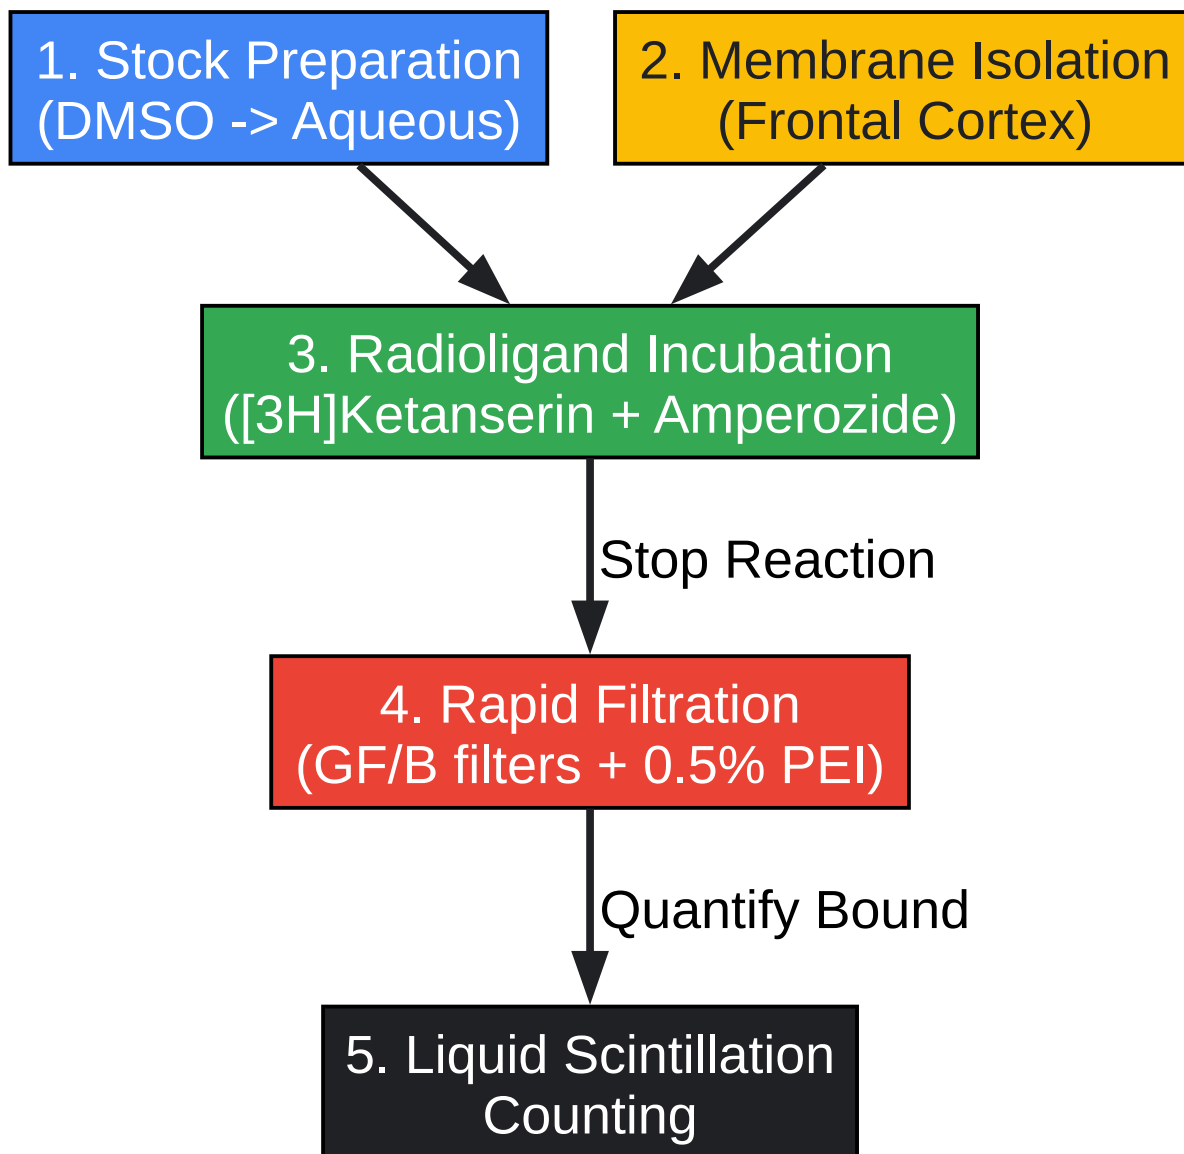 1. Stock Preparation
(DMSO -> Aqueous)
2. Membrane Isolation
(Frontal Cortex)
3. Radioligand Incubation
([3H]Ketanserin + Amperozide)
Stop Reaction
4. Rapid Filtration
(GF/B filters + 0.5% PEI)
Quantify Bound
5. Liquid Scintillation
Counting